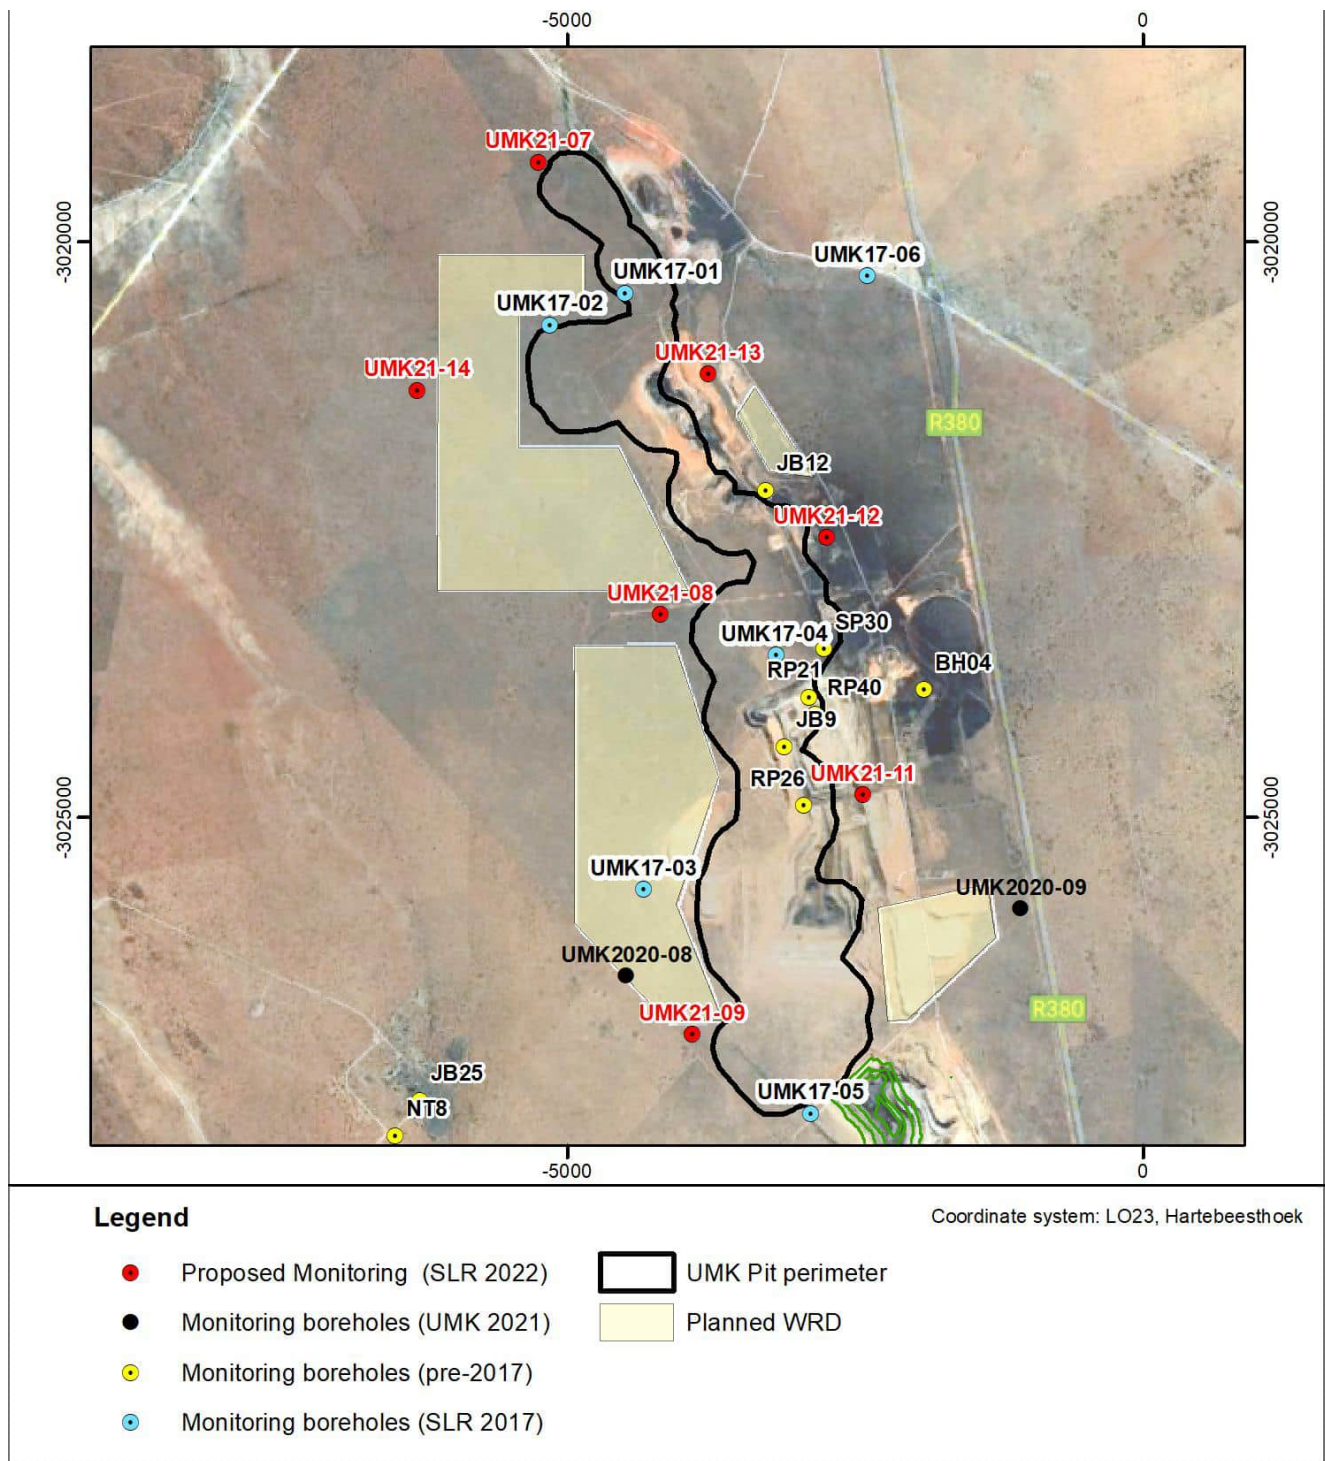 -5000
0
UMK21-07
-3020000
-3020000
UMK17-06
UMK17-01
UMK17-02
UMK21-13
UMK21-14
R380
JB12
UMK21-12
UMK21-08
SP30
UMK17-04
BH04
RP21
RP40
JB9
UMK21-11
RP26
-3025000
-3025000
UMK17-03
UMK2020-09
UMK2020-08
UMK21-09
R380
JB25
UMK17-05
NT8
-5000
0
Legend
Coordinate system: LO23, Hartebeesthoek
Proposed Monitoring (SLR 2022)
UMK Pit perimeter
Monitoring boreholes (UMK 2021)
Planned WRD
Monitoring boreholes (pre-2017)
Monitoring boreholes (SLR 2017)